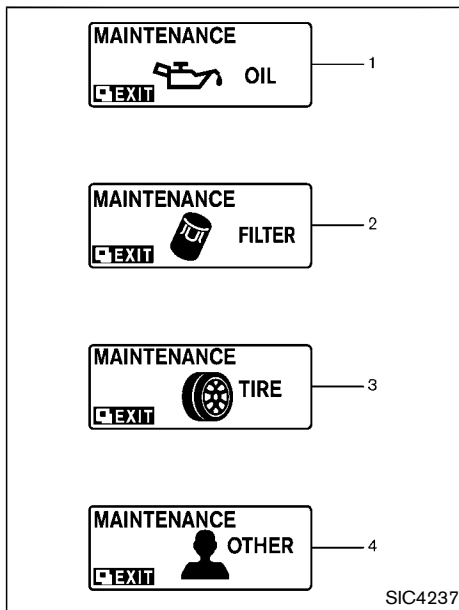 MAINTENANCE
OIL
EXIT
1
MAINTENANCE
FILTER
EXIT
2
MAINTENANCE
TIRE
EXIT
3
MAINTENANCE
OTHER
EXIT
4
SIC4237